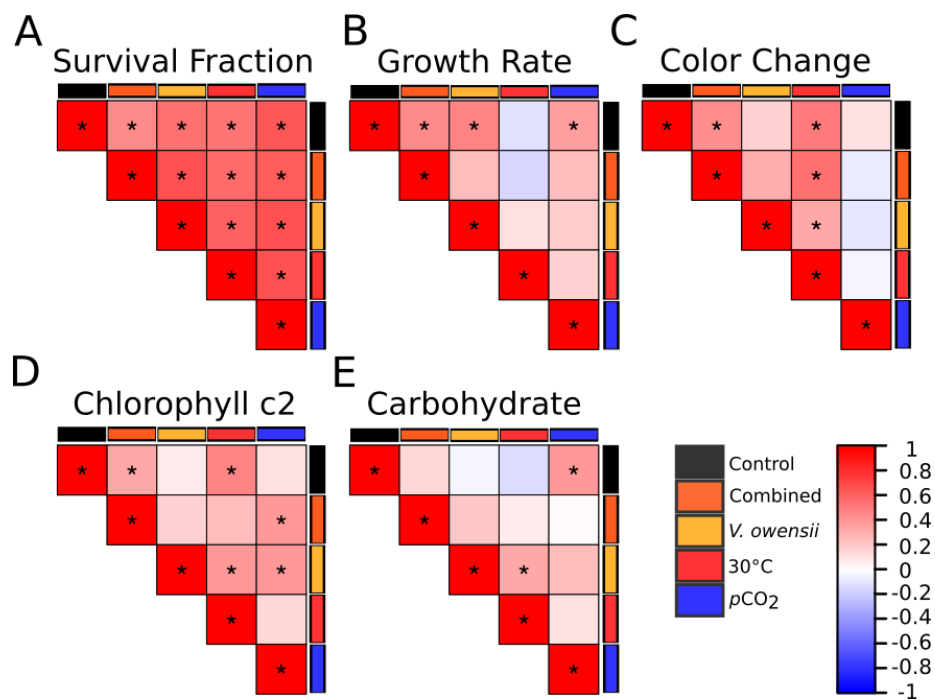 A
Survival Fraction
B
Growth Rate
C
Color Change
* * * * *
* * * *
* * *
* *
*
* * * *
*
*
*
*
* * *
* *
* *
*
*
D
Chlorophyll c2
E
Carbohydrate
* * *
* *
* * *
*
*
* *
*
* *
*
*
Control
Combined
V. owensii
30°C
pCO₂
1
0.8
0.6
0.4
0.2
0
-0.2
-0.4
-0.6
-0.8
-1